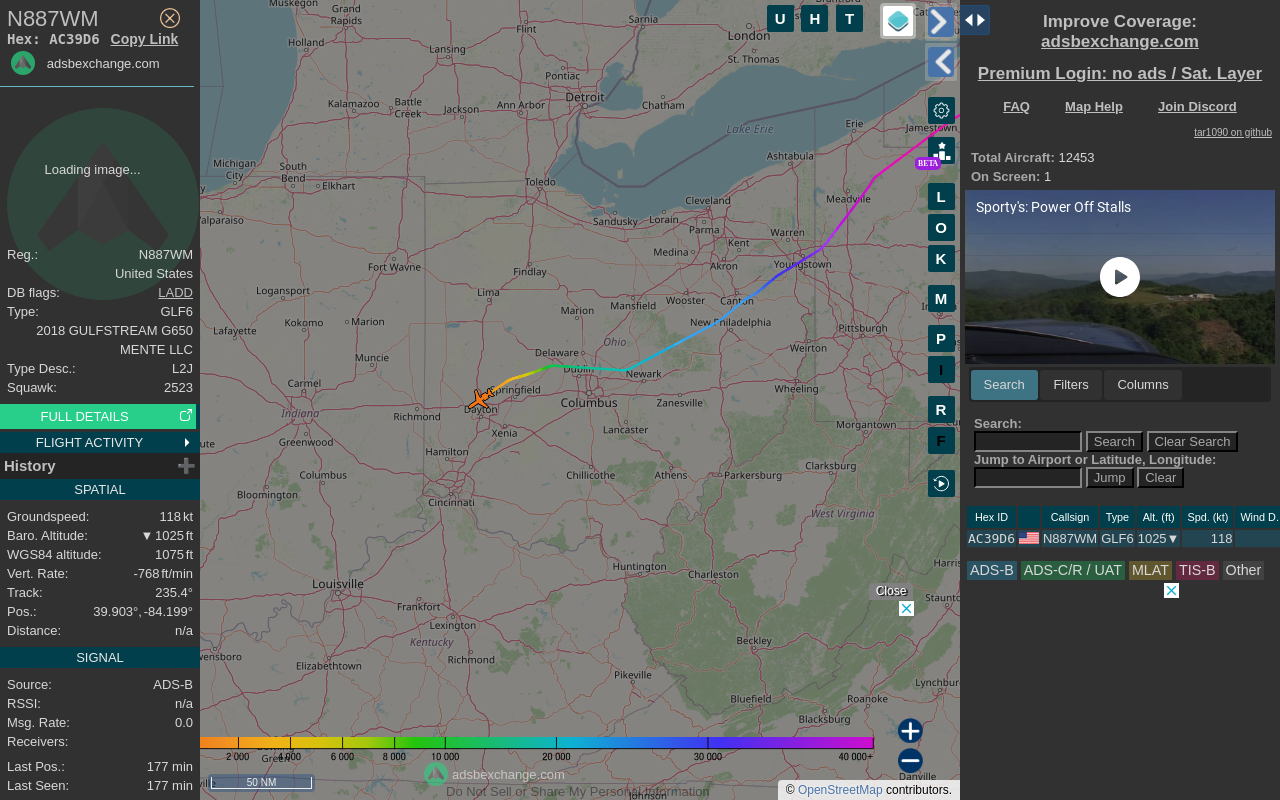 N887WM
Hex: AC39D6 Copy Link
adsbexchange.com
Loading image...
Reg.: N887WM
United States
DB flags: LADD
Type: GLF6
2018 GULFSTREAM G650
MENTE LLC
Type Desc.: L2J
Squawk: 2523
FULL DETAILS
FLIGHT ACTIVITY
History
SPATIAL
Groundspeed: 118 kt
Baro. Altitude: ▼ 1025 ft
WGS84 altitude: 1075 ft
Vert. Rate: -768 ft/min
Track: 235.4°
Pos.: 39.903°, -84.199°
Distance: n/a
SIGNAL
Source: ADS-B
RSSI: n/a
Msg. Rate: 0.0
Receivers:
Last Pos.: 177 min
Last Seen: 177 min
Muskegon
Grand Rapids
Holland
Lansing
Flint
Sarnia
London
St. Thomas
Pontiac
Detroit
Chatham
Kalamazoo
Battle Creek
Jackson
Ann Arbor
Lake Erie
Erie
Jamestown
Ashtabula
Michigan City
South Bend
Elkhart
Toledo
Meadville
Cleveland
Sandusky
Lorain
Parma
Warren
Kent
Medina
Akron
Youngstown
Fort Wayne
Findlay
Logansport
Lima
Mansfield
Wooster
Canton
Marion
Kokomo
Marion
New Philadelphia
Lafayette
Pittsburgh
Ohio
Weirton
Muncie
Delaware
Dublin
Newark
Carmel
Springfield
Wheeling
Indiana
Richmond
Dayton
Columbus
Zanesville
Morgantown
Greenwood
Xenia
Lancaster
Hamilton
Columbus
Chillicothe
Athens
Parkersburg
Clarksburg
Bloomington
Cincinnati
West Virginia
Huntington
Charleston
Louisville
Frankfort
Lexington
Kentucky
Richmond
Elizabethtown
Beckley
Pikeville
Bluefield
Roanoke
Lynchburg
Blacksburg
Danville
U H T
BETA
L
O
K
M
P
I
R
F
Close
2 000 4 000 6 000 8 000 10 000 20 000 30 000 40 000+
50 NM
adsbexchange.com
Do Not Sell or Share My Personal Information
© OpenStreetMap contributors.
Improve Coverage:
adsbexchange.com
Premium Login: no ads / Sat. Layer
FAQ Map Help Join Discord
tar1090 on github
Total Aircraft: 12453
On Screen: 1
Sporty's: Power Off Stalls
Search Filters Columns
Search:
Search Clear Search
Jump to Airport or Latitude, Longitude:
Jump Clear
Hex ID Callsign Type Alt. (ft) Spd. (kt) Wind D.
AC39D6 N887WM GLF6 1025▼ 118
ADS-B ADS-C/R / UAT MLAT TIS-B Other